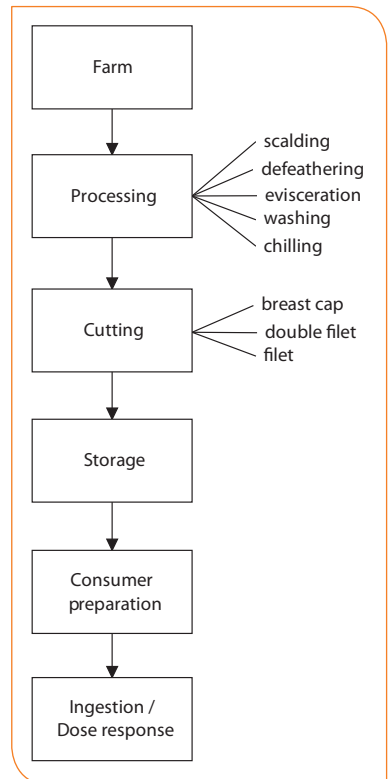 Farm
Processing
scalding
defeathering
evisceration
washing
chilling
Cutting
breast cap
double filet
filet
Storage
Consumer
preparation
Ingestion /
Dose response